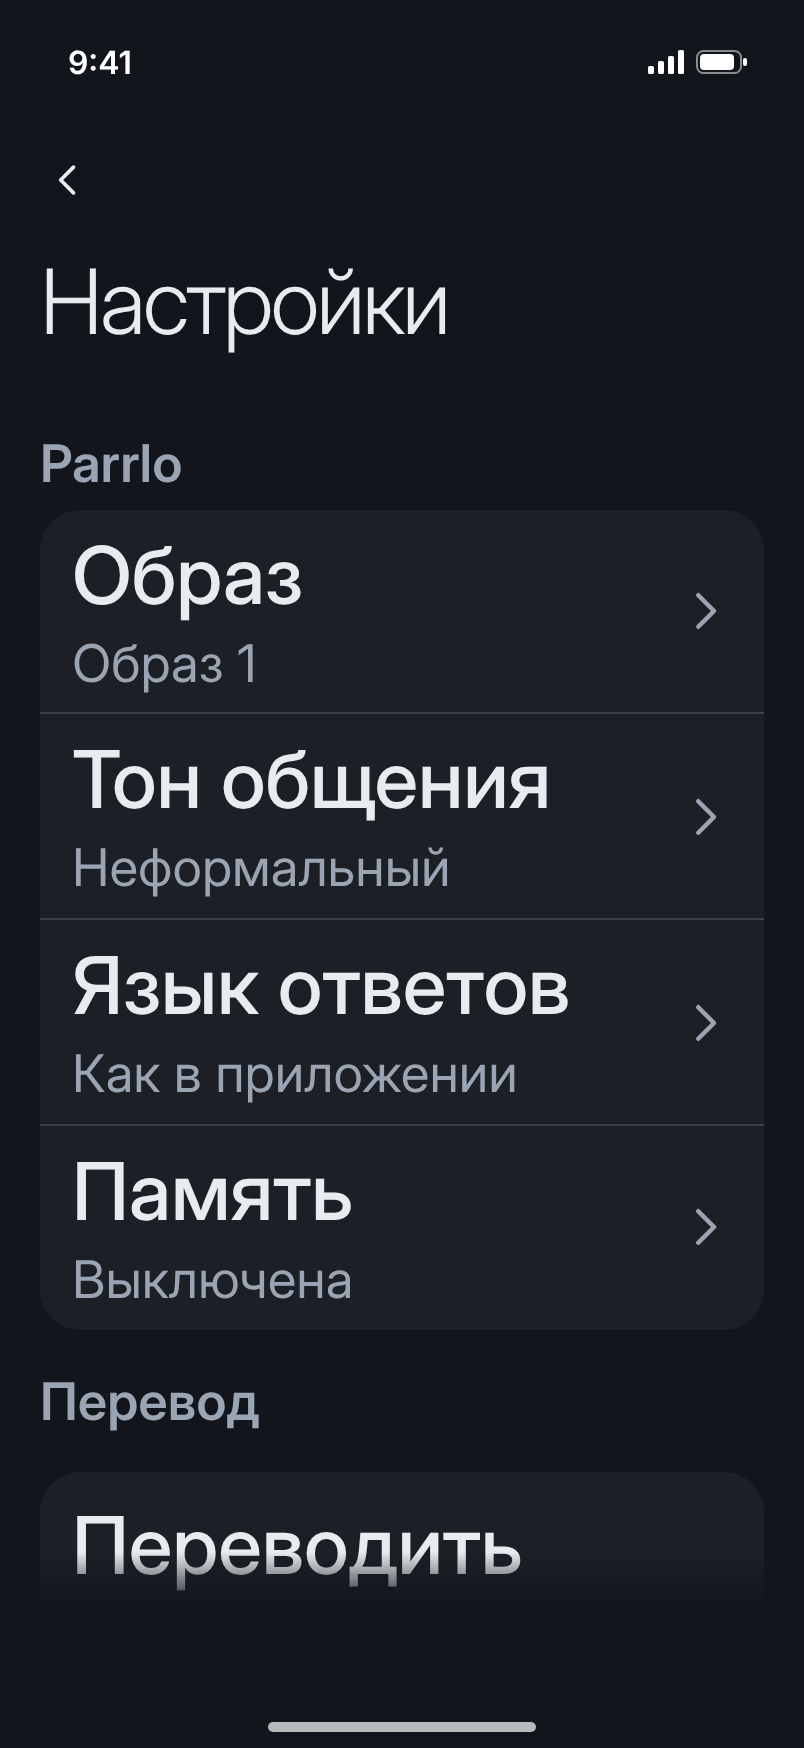 9:41
Настройки
Parrlo
Образ
Образ 1
Тон общения
Неформальный
Язык ответов
Как в приложении
Память
Выключена
Перевод
Переводить